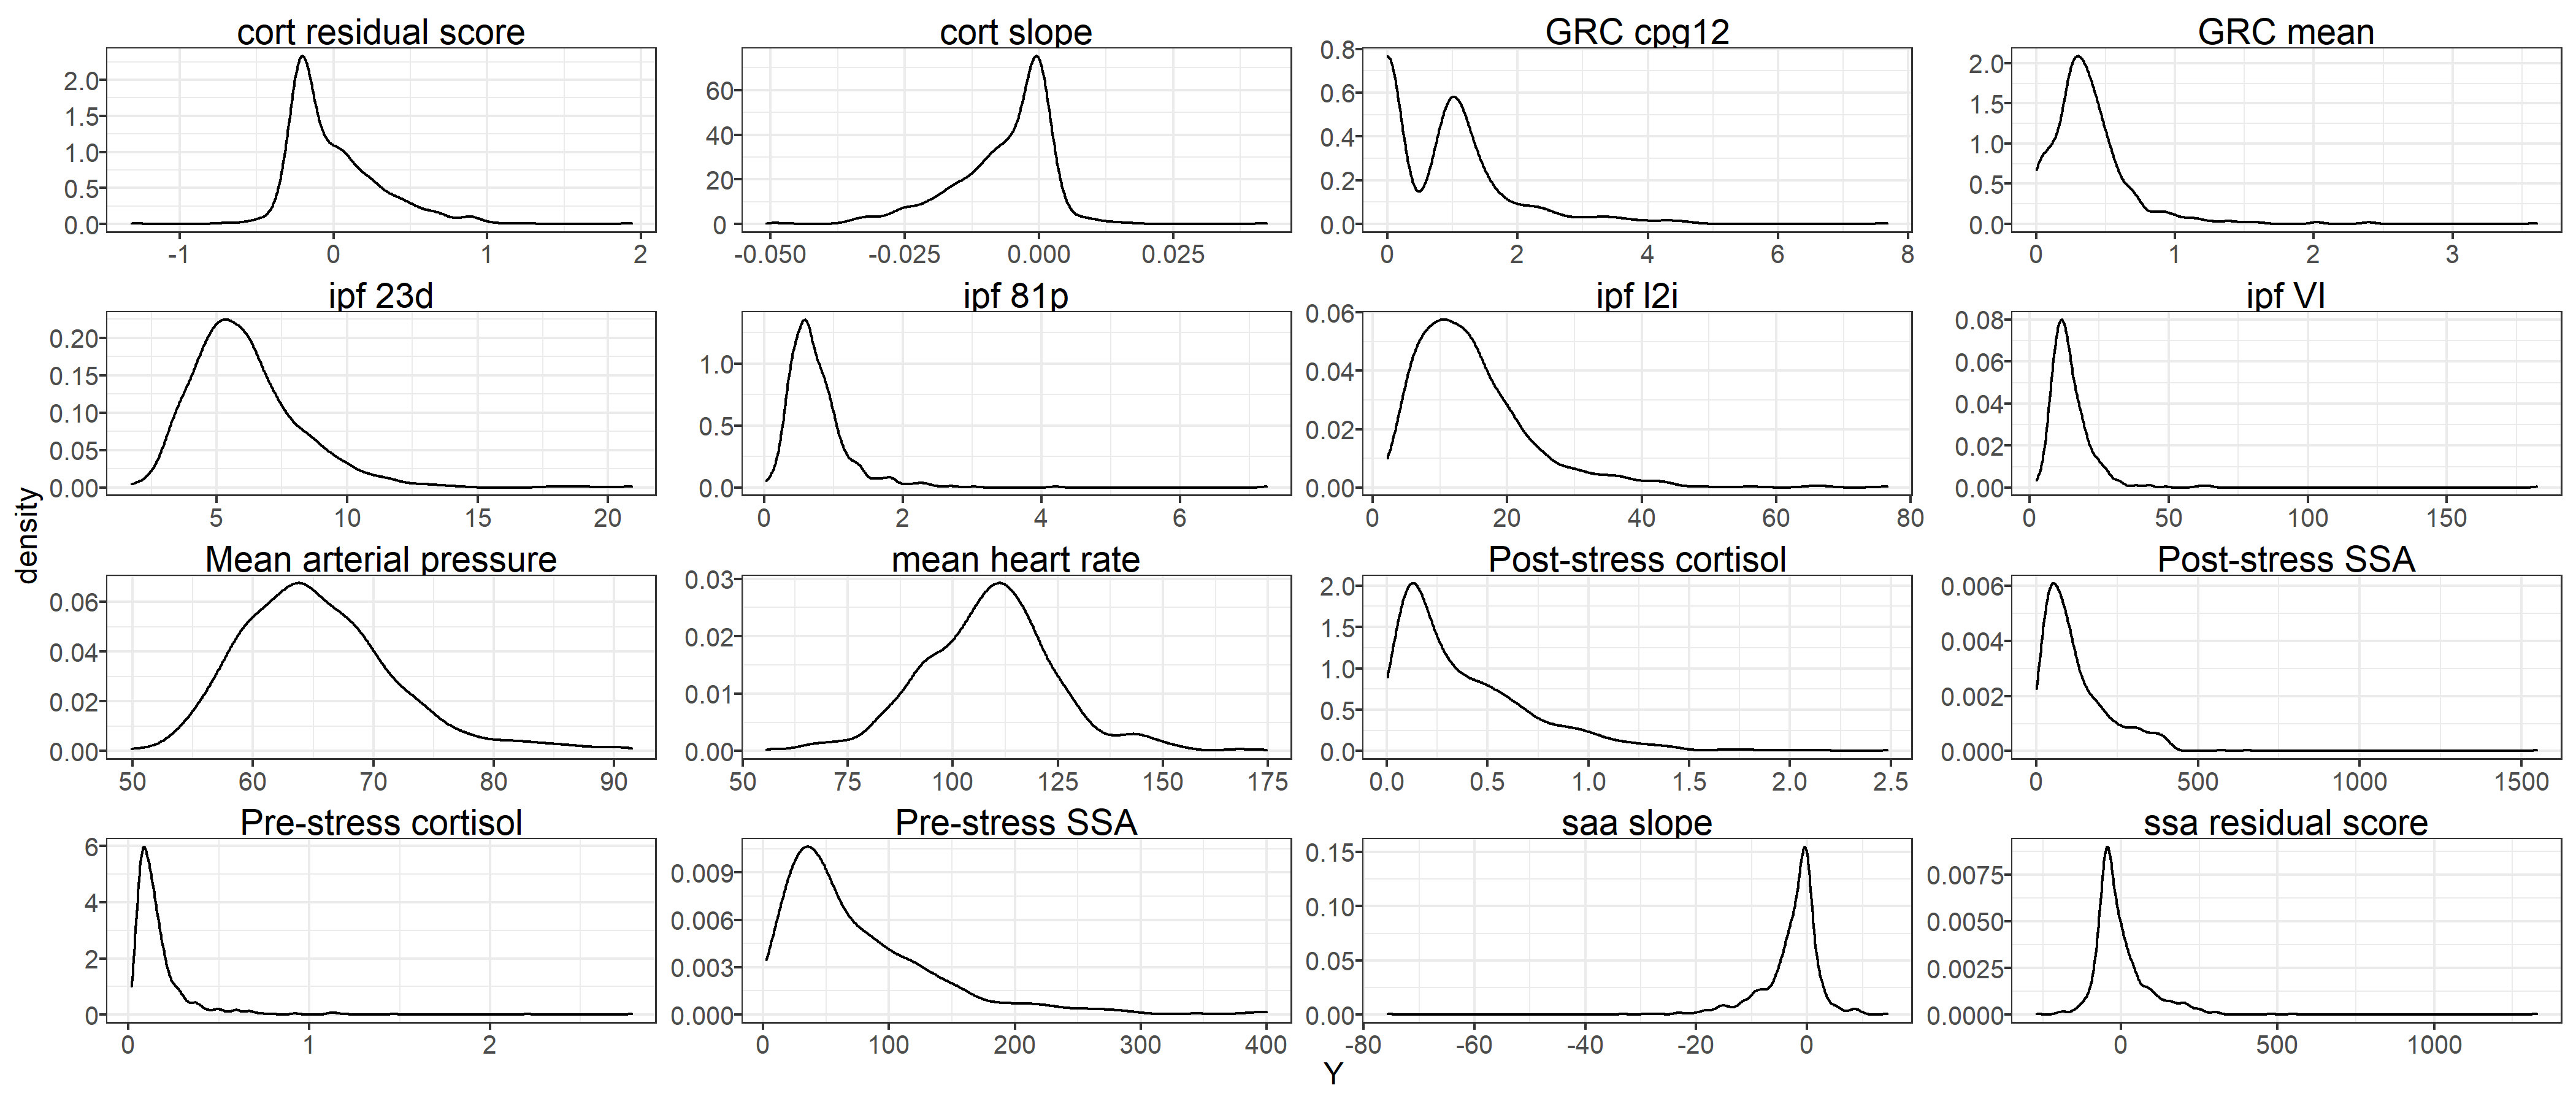 cort residual score
cort slope
GRC cpg12
GRC mean
2.0
1.5
1.0
0.5
0.0
-1 0 1 2
60
40
20
0
-0.050 -0.025 0.000 0.025
0.8
0.6
0.4
0.2
0.0
0 2 4 6 8
2.0
1.5
1.0
0.5
0.0
0 1 2 3
ipf 23d
ipf 81p
ipf l2i
ipf VI
0.20
0.15
0.10
0.05
0.00
5 10 15 20
1.0
0.5
0.0
0 2 4 6
0.06
0.04
0.02
0.00
0 20 40 60 80
0.08
0.06
0.04
0.02
0.00
0 50 100 150
density
Mean arterial pressure
mean heart rate
Post-stress cortisol
Post-stress SSA
0.06
0.04
0.02
0.00
50 60 70 80 90
0.03
0.02
0.01
0.00
50 75 100 125 150 175
2.0
1.5
1.0
0.5
0.0
0.0 0.5 1.0 1.5 2.0 2.5
0.006
0.004
0.002
0.000
0 500 1000 1500
Pre-stress cortisol
Pre-stress SSA
saa slope
ssa residual score
6
4
2
0
0 1 2
0.009
0.006
0.003
0.000
0 100 200 300 400
0.15
0.10
0.05
0.00
-80 -60 -40 -20 0
0.0075
0.0050
0.0025
0.0000
0 500 1000
Y